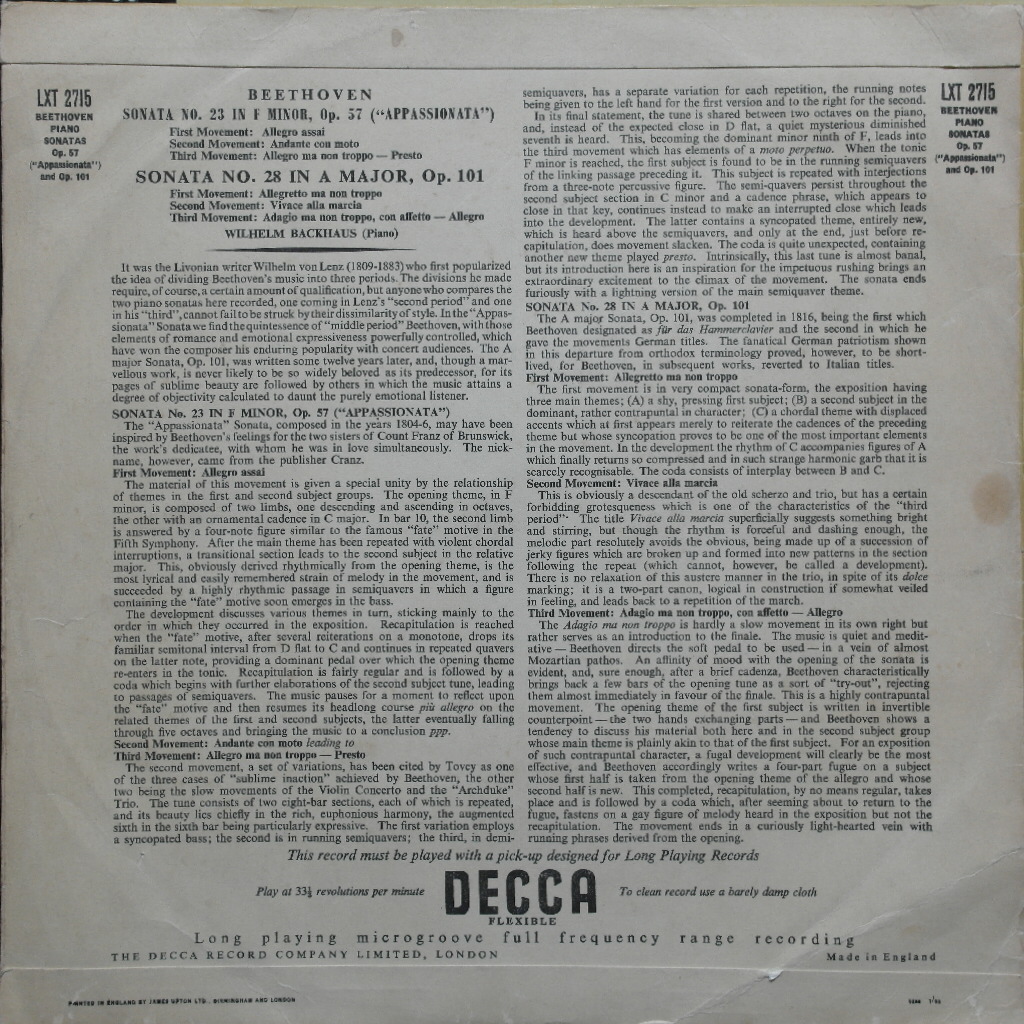 LXT 2715
BEETHOVEN
PIANO
SONATAS
Op. 57
("Appassionata")
and Op. 101
BEETHOVEN
SONATA NO. 23 IN F MINOR, Op. 57 ("APPASSIONATA")
First Movement: Allegro assai
Second Movement: Andante con moto
Third Movement: Allegro ma non troppo — Presto
SONATA NO. 28 IN A MAJOR, Op. 101
First Movement: Allegretto ma non troppo
Second Movement: Vivace alla marcia
Third Movement: Adagio ma non troppo, con affetto — Allegro
WILHELM BACKHAUS (Piano)
It was the Livonian writer Wilhelm von Lenz (1809-1883) who first popularized
the idea of dividing Beethoven's music into three periods. The divisions he made
require, of course, a certain amount of qualification, but anyone who compares the
two piano sonatas here recorded, one coming in Lenz's "second period" and one
in his "third", cannot fail to be struck by their dissimilarity of style. In the "Appas-
sionata" Sonata we find the quintessence of "middle period" Beethoven, with those
elements of romance and emotional expressiveness powerfully controlled, which
have won the composer his enduring popularity with concert audiences. The A
major Sonata, Op. 101, was written some twelve years later, and, though a mar-
vellous work, is never likely to be so widely beloved as its predecessor, for its
pages of sublime beauty are followed by others in which the music attains a
degree of objectivity calculated to daunt the purely emotional listener.
SONATA No. 23 IN F MINOR, Op. 57 ("APPASSIONATA")
The "Appassionata" Sonata, composed in the years 1804-6, may have been
inspired by Beethoven's feelings for the two sisters of Count Franz of Brunswick,
the work's dedicatee, with whom he was in love simultaneously. The nick-
name, however, came from the publisher Cranz.
First Movement: Allegro assai
The material of this movement is given a special unity by the relationship
of themes in the first and second subject groups. The opening theme, in F
minor, is composed of two limbs, one descending and ascending in octaves,
the other with an ornamental cadence in C major. In bar 10, the second limb
is answered by a four-note figure similar to the famous "fate" motive in the
Fifth Symphony. After the main theme has been repeated with violent chordal
interruptions, a transitional section leads to the second subject in the relative
major. This, obviously derived rhythmically from the opening theme, is the
most lyrical and easily remembered strain of melody in the movement, and is
succeeded by a highly rhythmic passage in semiquavers in which a figure
containing the "fate" motive soon emerges in the bass.
The development discusses various themes in turn, sticking mainly to the
order in which they occurred in the exposition. Recapitulation is reached
when the "fate" motive, after several reiterations on a monotone, drops its
familiar semitonal interval from D flat to C and continues in repeated quavers
on the latter note, providing a dominant pedal over which the opening theme
re-enters in the tonic. Recapitulation is fairly regular and is followed by a
coda which begins with further elaborations of the second subject tune, leading
to passages of semiquavers. The music pauses for a moment to reflect upon
the "fate" motive and then resumes its headlong course più allegro on the
related themes of the first and second subjects, the latter eventually falling
through five octaves and bringing the music to a conclusion ppp.
Second Movement: Andante con moto leading to
Third Movement: Allegro ma non troppo — Presto
The second movement, a set of variations, has been cited by Tovey as one
of the three cases of "sublime inaction" achieved by Beethoven, the other
two being the slow movements of the Violin Concerto and the "Archduke"
Trio. The tune consists of two eight-bar sections, each of which is repeated,
and its beauty lies chiefly in the rich, euphonious harmony, the augmented
sixth in the sixth bar being particularly expressive. The first variation employs
a syncopated bass; the second is in running semiquavers; the third, in demi-
semiquavers, has a separate variation for each repetition, the running notes
being given to the left hand for the first version and to the right for the second.
In its final statement, the tune is shared between two octaves on the piano,
and, instead of the expected close in D flat, a quiet mysterious diminished
seventh is heard. This, becoming the dominant minor ninth of F, leads into
the third movement which has elements of a moto perpetuo. When the tonic
F minor is reached, the first subject is found to be in the running semiquavers
of the linking passage preceding it. This subject is repeated with interjections
from a three-note percussive figure. The semi-quavers persist throughout the
second subject section in C minor and a cadence phrase, which appears to
close in that key, continues instead to make an interrupted close which leads
into the development. The latter contains a syncopated theme, entirely new,
which is heard above the semiquavers, and only at the end, just before re-
capitulation, does movement slacken. The coda is quite unexpected, containing
another new theme played presto. Intrinsically, this last tune is almost banal,
but its introduction here is an inspiration for the impetuous rushing brings an
extraordinary excitement to the climax of the movement. The sonata ends
furiously with a lightning version of the main semiquaver theme.
SONATA No. 28 IN A MAJOR, Op. 101
The A major Sonata, Op. 101, was completed in 1816, being the first which
Beethoven designated as für das Hammerclavier and the second in which he
gave the movements German titles. The fanatical German patriotism shown
in this departure from orthodox terminology proved, however, to be short-
lived, for Beethoven, in subsequent works, reverted to Italian titles.
First Movement: Allegretto ma non troppo
The first movement is in very compact sonata-form, the exposition having
three main themes; (A) a shy, pressing first subject; (B) a second subject in the
dominant, rather contrapuntal in character; (C) a chordal theme with displaced
accents which at first appears merely to reiterate the cadences of the preceding
theme but whose syncopation proves to be one of the most important elements
in the movement. In the development the rhythm of C accompanies figures of A
which finally returns so compressed and in such strange harmonic garb that it is
scarcely recognisable. The coda consists of interplay between B and C.
Second Movement: Vivace alla marcia
This is obviously a descendant of the old scherzo and trio, but has a certain
forbidding grotesqueness which is one of the characteristics of the "third
period". The title Vivace alla marcia superficially suggests something bright
and stirring, but though the rhythm is forceful and dashing enough, the
melodic part resolutely avoids the obvious, being made up of a succession of
jerky figures which are broken up and formed into new patterns in the section
following the repeat (which cannot, however, be called a development).
There is no relaxation of this austere manner in the trio, in spite of its dolce
marking; it is a two-part canon, logical in construction if somewhat veiled
in feeling, and leads back to a repetition of the march.
Third Movement: Adagio ma non troppo, con affetto — Allegro
The Adagio ma non troppo is hardly a slow movement in its own right but
rather serves as an introduction to the finale. The music is quiet and medit-
ative — Beethoven directs the soft pedal to be used — in a vein of almost
Mozartian pathos. An affinity of mood with the opening of the sonata is
evident, and, sure enough, after a brief cadenza, Beethoven characteristically
brings back a few bars of the opening tune as a sort of "try-out", rejecting
them almost immediately in favour of the finale. This is a highly contrapuntal
movement. The opening theme of the first subject is written in invertible
counterpoint — the two hands exchanging parts — and Beethoven shows a
tendency to discuss his material both here and in the second subject group
whose main theme is plainly akin to that of the first subject. For an exposition
of such contrapuntal character, a fugal development will clearly be the most
effective, and Beethoven accordingly writes a four-part fugue on a subject
whose first half is taken from the opening theme of the allegro and whose
second half is new. This completed, recapitulation, by no means regular, takes
place and is followed by a coda which, after seeming about to return to the
fugue, fastens on a gay figure of melody heard in the exposition but not the
recapitulation. The movement ends in a curiously light-hearted vein with
running phrases derived from the opening.
LXT 2715
BEETHOVEN
PIANO
SONATAS
Op. 57
("Appassionata")
and Op. 101
This record must be played with a pick-up designed for Long Playing Records
Play at 33⅓ revolutions per minute
DECCA
To clean record use a barely damp cloth
FLEXIBLE
Long playing microgroove full frequency range recording
THE DECCA RECORD COMPANY LIMITED, LONDON
Made in England
PRINTED IN ENGLAND BY JAMES UPTON LTD., BIRMINGHAM AND LONDON